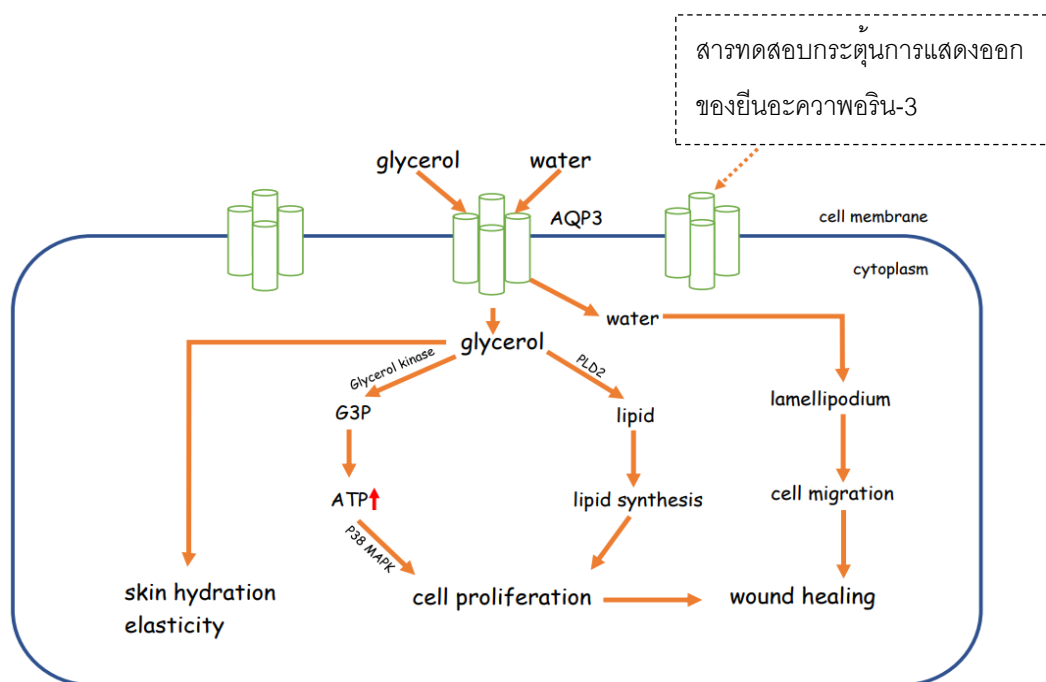 สารทดสอบกระตุ้นการแสดงออก
ของยีนอะควาพอริน-3
glycerol
water
AQP3
cell membrane
cytoplasm
water
glycerol
Glycerol kinase
PLD2
G3P
lipid
lamellipodium
ATP
lipid synthesis
cell migration
P38 MAPK
skin hydration
elasticity
cell proliferation
wound healing